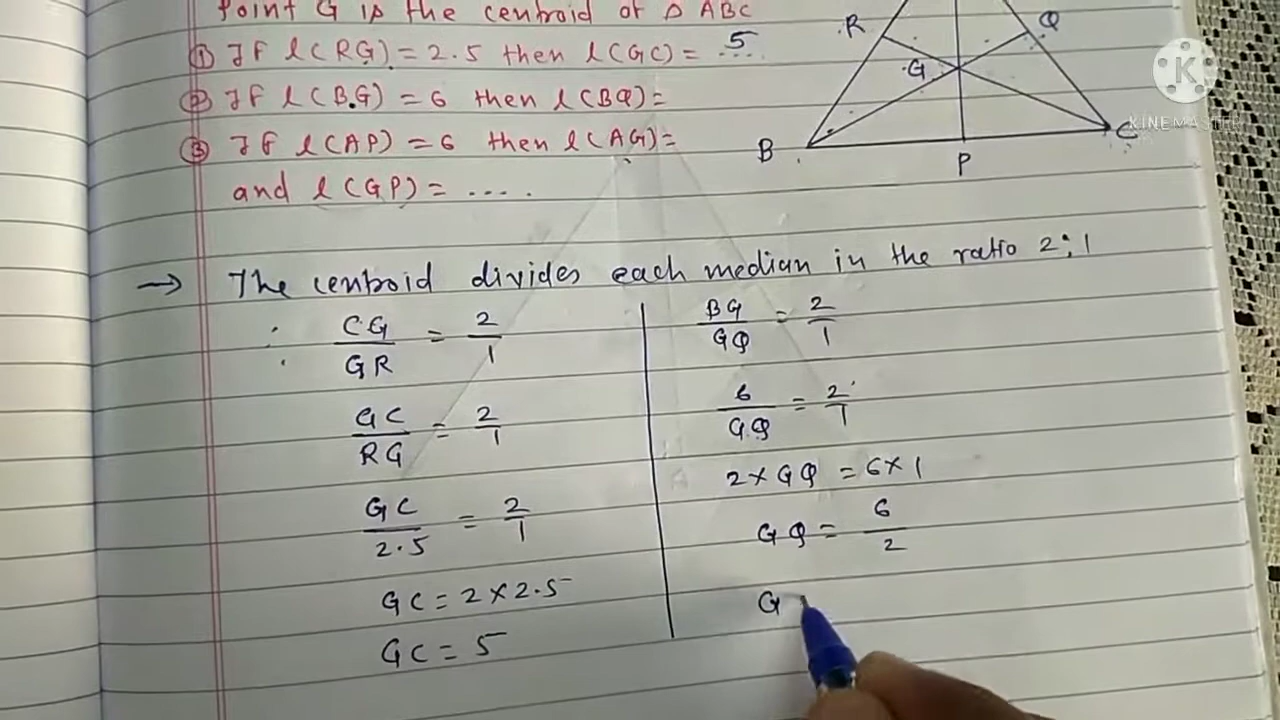 Point G is the centroid of △ ABC
① If l(RG) = 2.5 then l(GC) = 5
② If l(BG) = 6 then l(BQ) =
③ If l(AP) = 6 then l(AG) =
and l(GP) = ....
R
Q
G
B
P
C
K
KINEMASTER
→ The centroid divides each median in the ratio 2:1
∴ CG/GR = 2/1
GC/RG = 2/1
GC/2.5 = 2/1
GC = 2 × 2.5
GC = 5
BG/GQ = 2/1
6/GQ = 2/1
2 × GQ = 6 × 1
GQ = 6/2
G